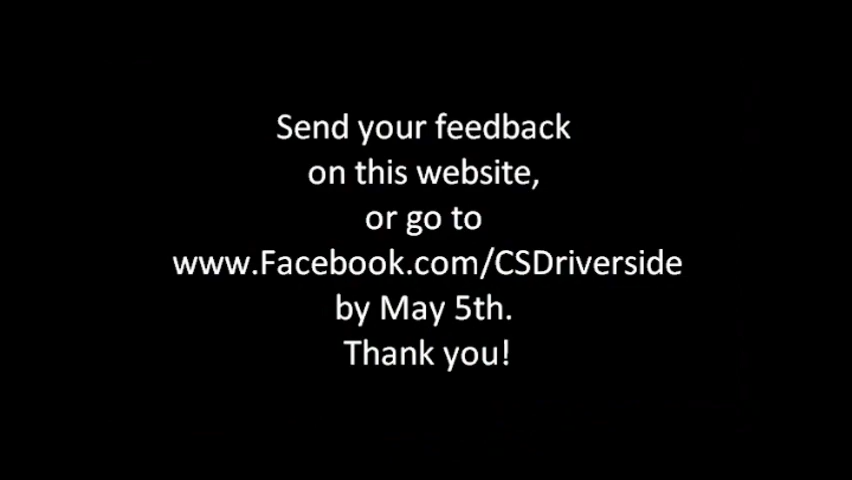 Send your feedback
on this website,
or go to
www.Facebook.com/CSDriverside
by May 5th.
Thank you!